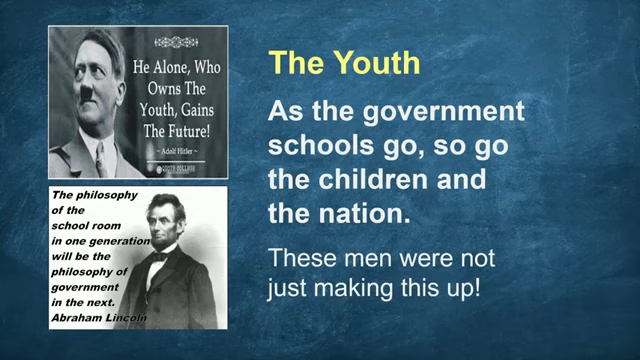 He Alone, Who
Owns The
Youth, Gains
The Future!
~ Adolf Hitler ~
The philosophy
of the
school room
in one generation
will be the
philosophy of
government
in the next.
Abraham Lincoln
The Youth
As the government
schools go, so go
the children and
the nation.
These men were not
just making this up!